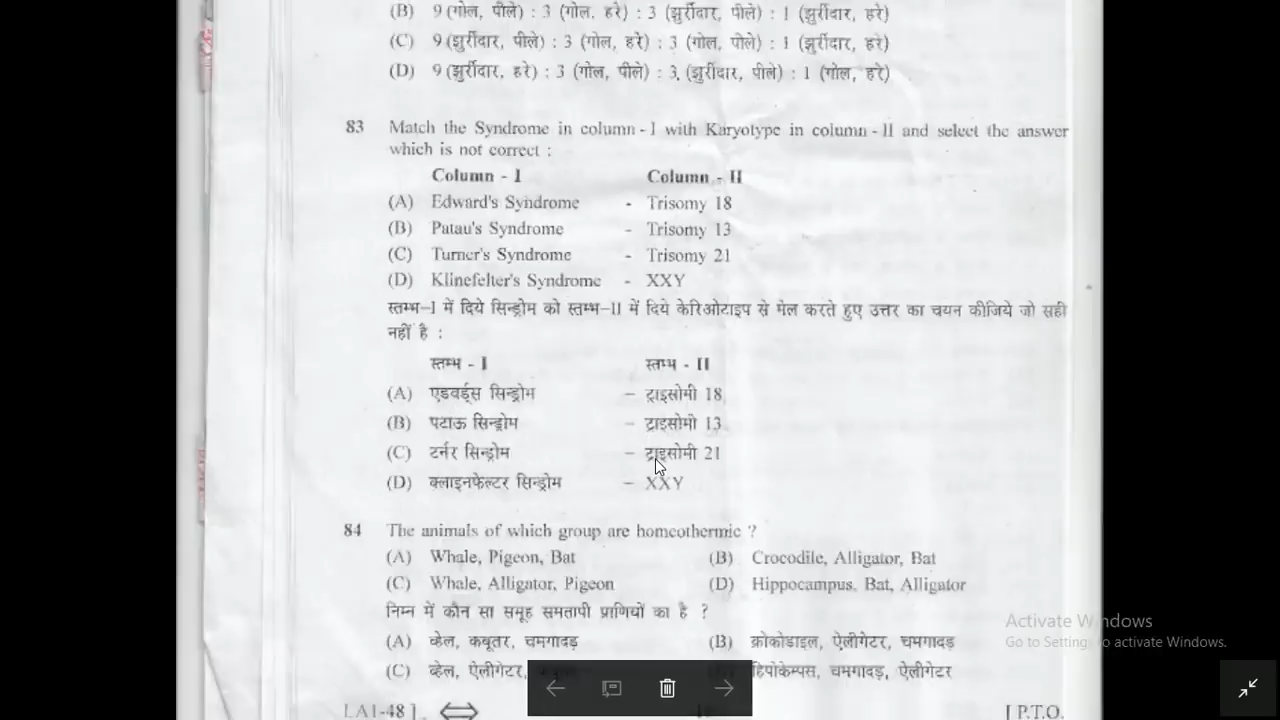 (B) 9 (गोल, पीले) : 3 (गोल, हरे) : 3 (झुर्रीदार, पीले) : 1 (झुर्रीदार, हरे)
(C) 9 (झुर्रीदार, पीले) : 3 (गोल, हरे) : 3 (गोल, पीले) : 1 (झुर्रीदार, हरे)
(D) 9 (झुर्रीदार, हरे) : 3 (गोल, पीले) : 3 (झुर्रीदार, पीले) : 1 (गोल, हरे)
83 Match the Syndrome in column - I with Karyotype in column - II and select the answer
which is not correct :
Column - I Column - II
(A) Edward's Syndrome - Trisomy 18
(B) Patau's Syndrome - Trisomy 13
(C) Turner's Syndrome - Trisomy 21
(D) Klinefelter's Syndrome - XXY
स्तम्भ-I में दिये सिन्ड्रोम को स्तम्भ-II में दिये केरिओटाइप से मेल करते हुए उत्तर का चयन कीजिये जो सही
नहीं है :
स्तम्भ - I स्तम्भ - II
(A) एडवर्ड्स सिन्ड्रोम - ट्राइसोमी 18
(B) पटाऊ सिन्ड्रोम - ट्राइसोमी 13
(C) टर्नर सिन्ड्रोम - ट्राइसोमी 21
(D) क्लाइनफेल्टर सिन्ड्रोम - XXY
84 The animals of which group are homeothermic ?
(A) Whale, Pigeon, Bat (B) Crocodile, Alligator, Bat
(C) Whale, Alligator, Pigeon (D) Hippocampus, Bat, Alligator
निम्न में कौन सा समूह समतापी प्राणियों का है ?
(A) व्हेल, कबूतर, चमगादड़ (B) क्रोकोडाइल, ऐलीगेटर, चमगादड़
(C) व्हेल, ऐलीगेटर, हिपोकेम्पस, चमगादड़, ऐलीगेटर
LA1-48 ] [ P.T.O.
Activate Windows
Go to Settings to activate Windows.